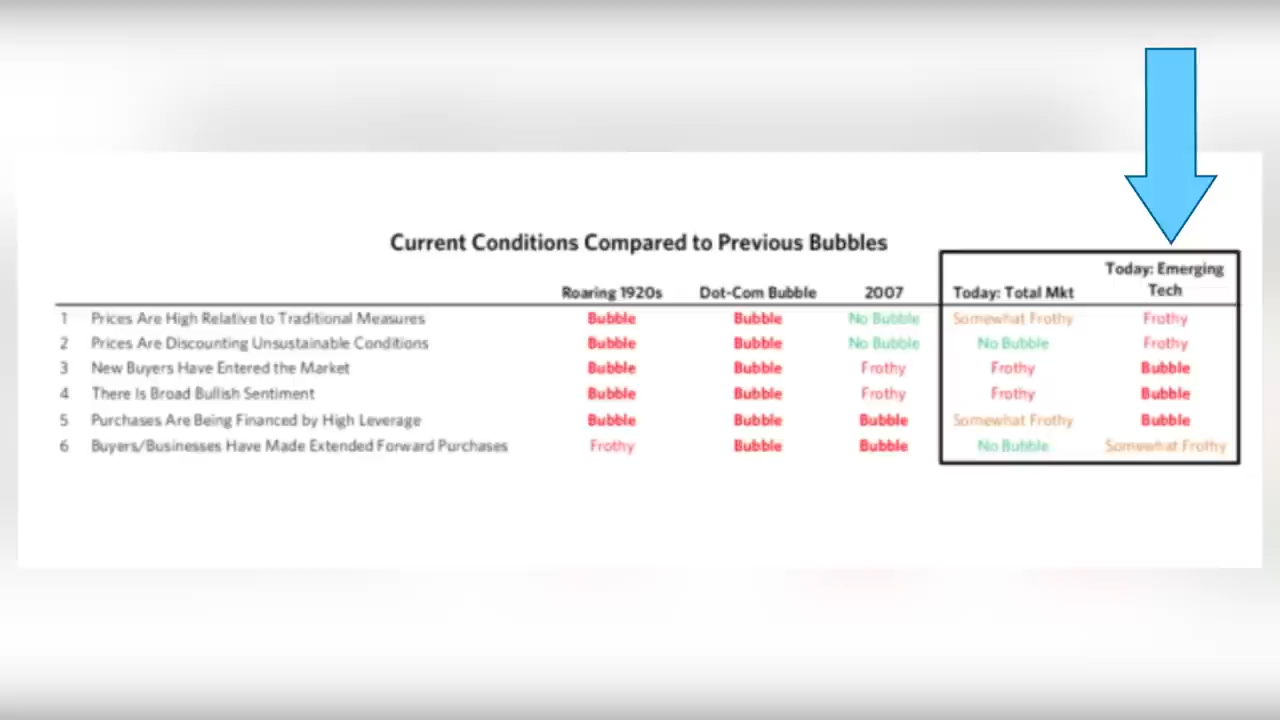 Current Conditions Compared to Previous Bubbles
Today: Emerging
Roaring 1920s Dot-Com Bubble 2007 Today: Total Mkt Tech
1 Prices Are High Relative to Traditional Measures Bubble Bubble No Bubble Somewhat Frothy Frothy
2 Prices Are Discounting Unsustainable Conditions Bubble Bubble No Bubble No Bubble Frothy
3 New Buyers Have Entered the Market Bubble Bubble Frothy Frothy Bubble
4 There Is Broad Bullish Sentiment Bubble Bubble Frothy Frothy Bubble
5 Purchases Are Being Financed by High Leverage Bubble Bubble Bubble Somewhat Frothy Bubble
6 Buyers/Businesses Have Made Extended Forward Purchases Frothy Bubble Bubble No Bubble Somewhat Frothy